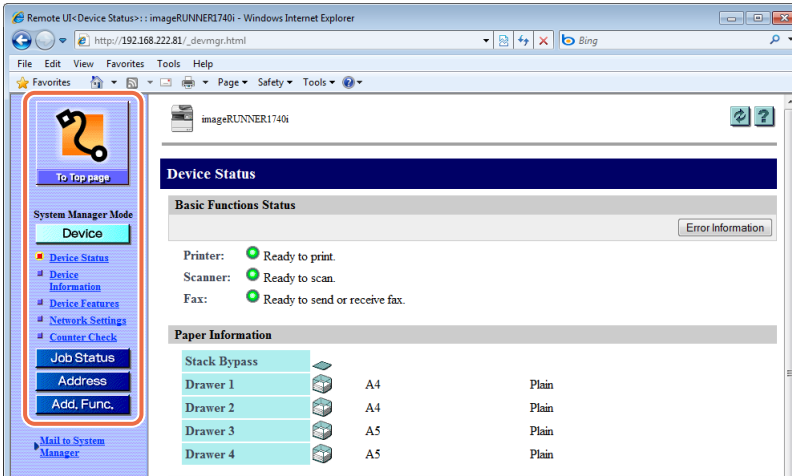 Remote UI<Device Status>: : imageRUNNER1740i - Windows Internet Explorer
http://192.168.222.81/_devmgr.html
Bing
File Edit View Favorites Tools Help
Favorites Page Safety Tools
To Top page
System Manager Mode
Device
Device Status
Device
Information
Device Features
Network Settings
Counter Check
Job Status
Address
Add. Func.
Mail to System
Manager
imageRUNNER1740i
Device Status
Basic Functions Status
Error Information
Printer: Ready to print.
Scanner: Ready to scan.
Fax: Ready to send or receive fax.
Paper Information
Stack Bypass
Drawer 1 A4 Plain
Drawer 2 A4 Plain
Drawer 3 A5 Plain
Drawer 4 A5 Plain